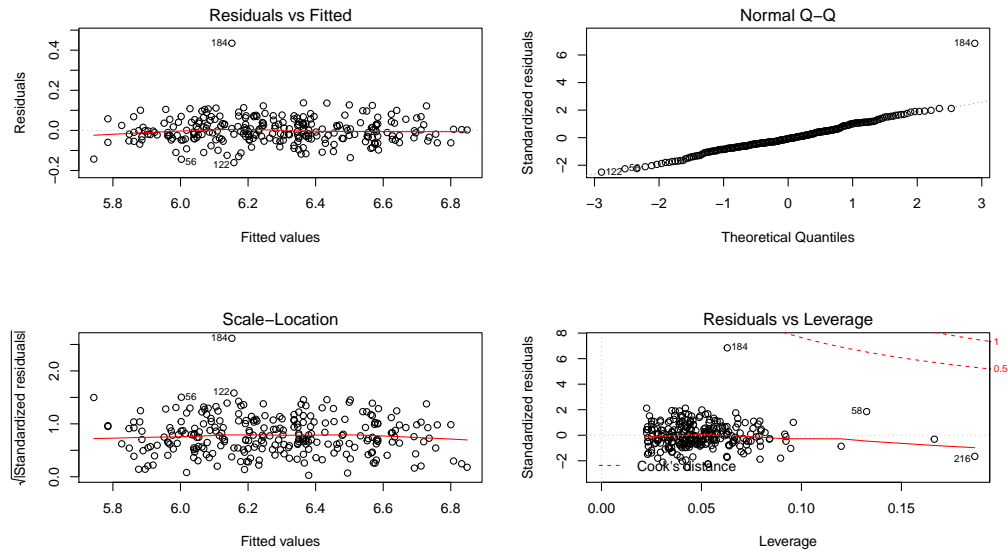 Residuals vs Fitted
Residuals
−0.2
0.0
0.2
0.4
184
56
122
5.8 6.0 6.2 6.4 6.6 6.8
Fitted values
Normal Q−Q
Standardized residuals
−2
0
2
4
6
184
122
56
−3 −2 −1 0 1 2 3
Theoretical Quantiles
Scale−Location
√|Standardized residuals|
0.0
1.0
2.0
184
56
122
5.8 6.0 6.2 6.4 6.6 6.8
Fitted values
Residuals vs Leverage
Standardized residuals
−2
0
2
4
6
8
184
58
216
1
0.5
Cook's distance
0.00 0.05 0.10 0.15
Leverage